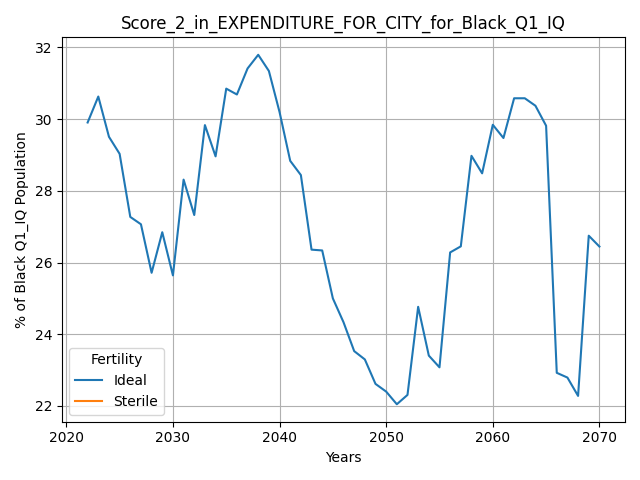 Score_2_in_EXPENDITURE_FOR_CITY_for_Black_Q1_IQ
% of Black Q1_IQ Population
32
30
28
26
24
22
Fertility
Ideal
Sterile
2020 2030 2040 2050 2060 2070
Years